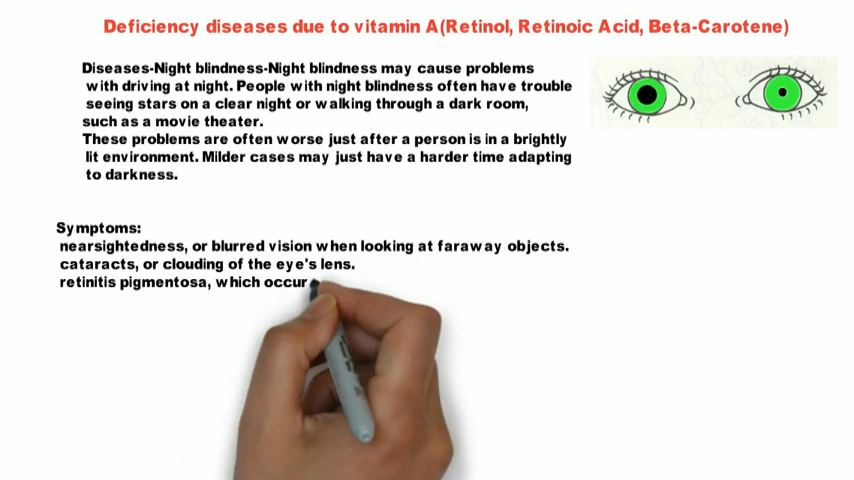 Deficiency diseases due to vitamin A(Retinol, Retinoic Acid, Beta-Carotene)
Diseases-Night blindness-Night blindness may cause problems
with driving at night. People with night blindness often have trouble
seeing stars on a clear night or walking through a dark room,
such as a movie theater.
These problems are often worse just after a person is in a brightly
lit environment. Milder cases may just have a harder time adapting
to darkness.
Symptoms:
nearsightedness, or blurred vision when looking at faraway objects.
cataracts, or clouding of the eye's lens.
retinitis pigmentosa, which occur